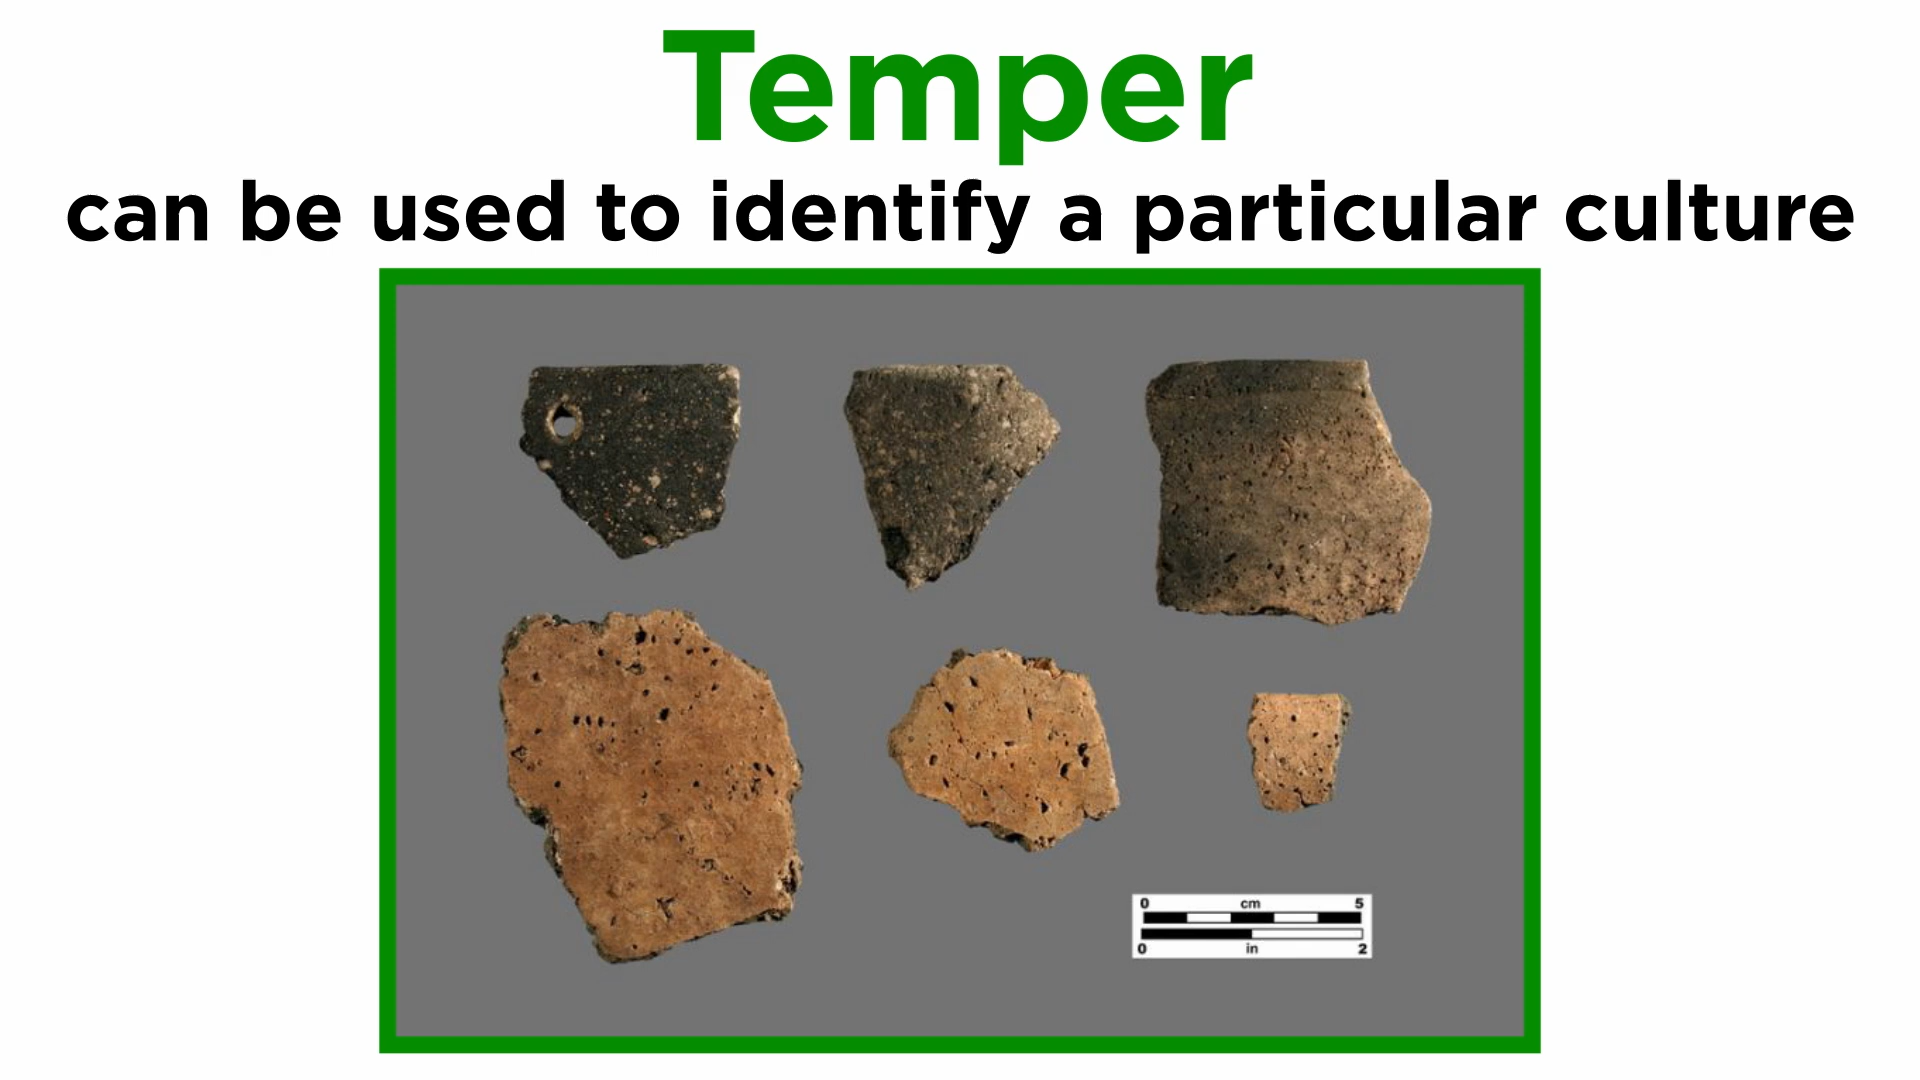 Temper
can be used to identify a particular culture
0 cm 5
0 in 2